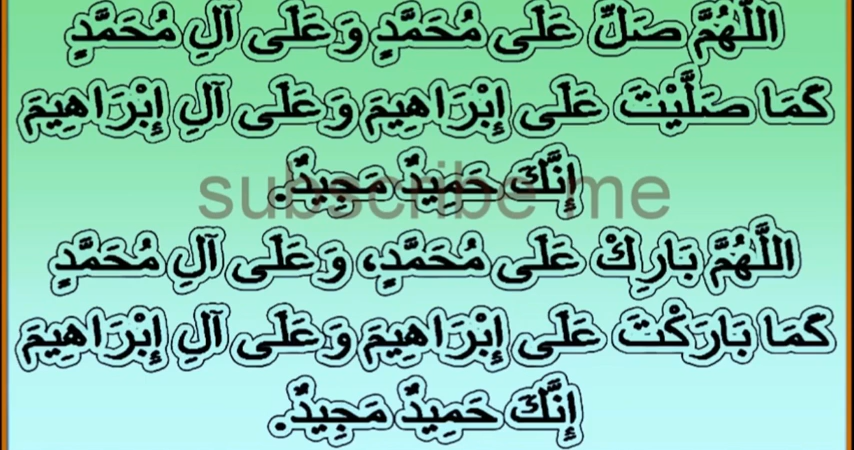 اللَّهُمَّ صَلِّ عَلَى مُحَمَّدٍ وَعَلَى آلِ مُحَمَّدٍ
كَمَا صَلَّيْتَ عَلَى إِبْرَاهِيمَ وَعَلَى آلِ إِبْرَاهِيمَ
إِنَّكَ حَمِيدٌ مَجِيدٌ.
subscribe me
اللَّهُمَّ بَارِكْ عَلَى مُحَمَّدٍ، وَعَلَى آلِ مُحَمَّدٍ
كَمَا بَارَكْتَ عَلَى إِبْرَاهِيمَ وَعَلَى آلِ إِبْرَاهِيمَ
إِنَّكَ حَمِيدٌ مَجِيدٌ.